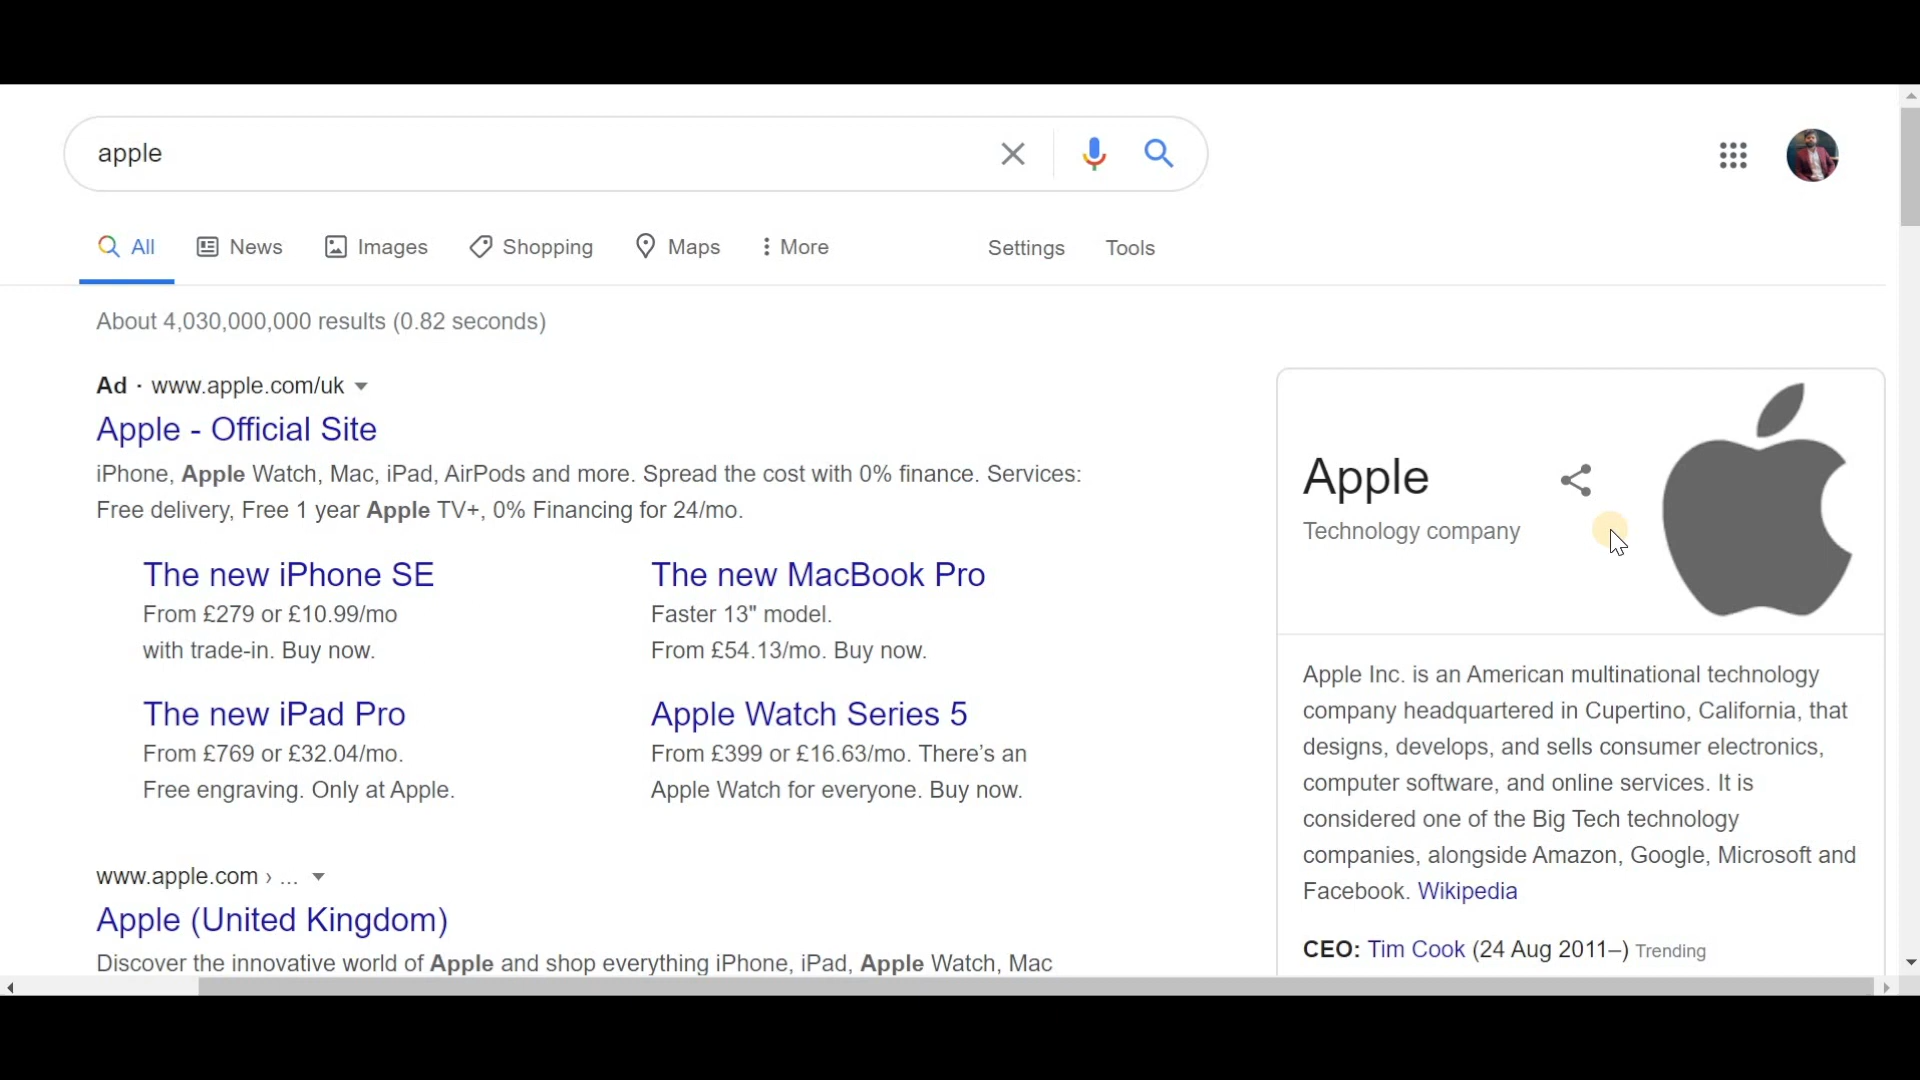 apple
All News Images Shopping Maps More Settings Tools
About 4,030,000,000 results (0.82 seconds)
Ad · www.apple.com/uk
Apple - Official Site
iPhone, Apple Watch, Mac, iPad, AirPods and more. Spread the cost with 0% finance. Services:
Free delivery, Free 1 year Apple TV+, 0% Financing for 24/mo.
The new iPhone SE
From £279 or £10.99/mo
with trade-in. Buy now.
The new MacBook Pro
Faster 13" model.
From £54.13/mo. Buy now.
The new iPad Pro
From £769 or £32.04/mo.
Free engraving. Only at Apple.
Apple Watch Series 5
From £399 or £16.63/mo. There's an
Apple Watch for everyone. Buy now.
www.apple.com › ...
Apple (United Kingdom)
Discover the innovative world of Apple and shop everything iPhone, iPad, Apple Watch, Mac
Apple
Technology company
Apple Inc. is an American multinational technology
company headquartered in Cupertino, California, that
designs, develops, and sells consumer electronics,
computer software, and online services. It is
considered one of the Big Tech technology
companies, alongside Amazon, Google, Microsoft and
Facebook. Wikipedia
CEO: Tim Cook (24 Aug 2011–) Trending